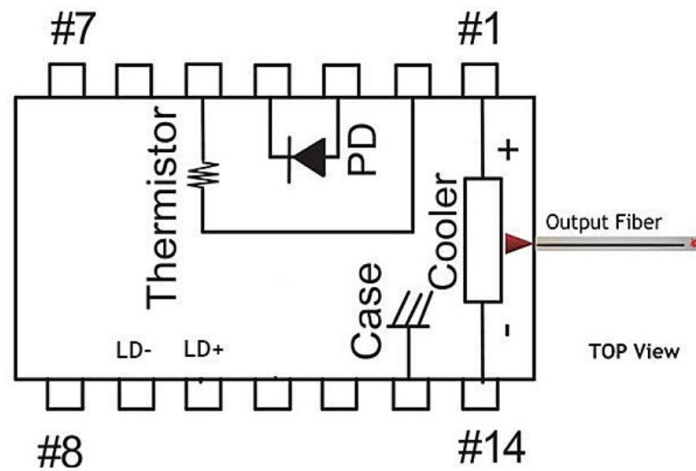 #7
#1
Thermistor
PD
+
Cooler
Output Fiber
Case
-
LD-
LD+
TOP View
#8
#14